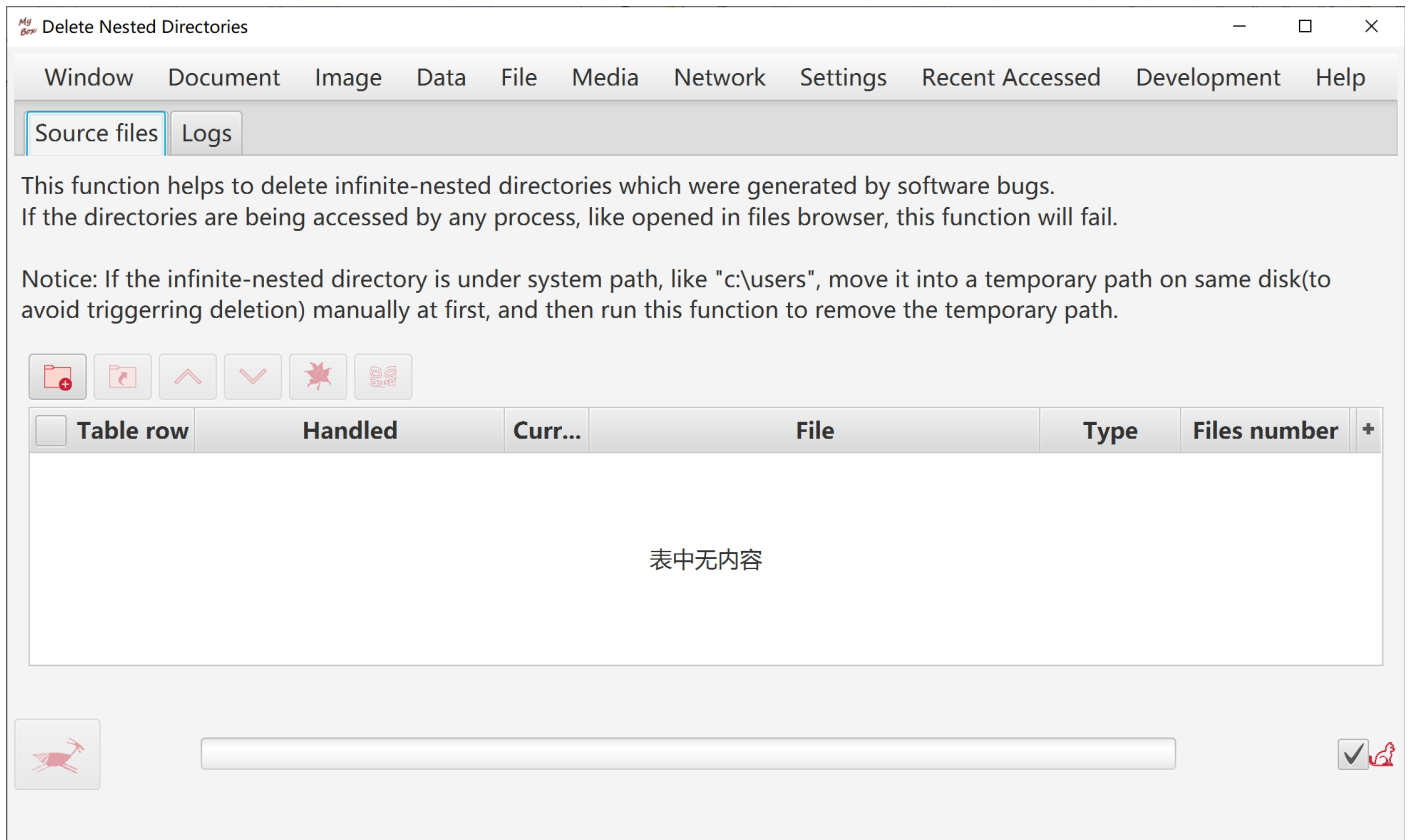 My Box Delete Nested Directories
Window Document Image Data File Media Network Settings Recent Accessed Development Help
Source files Logs
This function helps to delete infinite-nested directories which were generated by software bugs.
If the directories are being accessed by any process, like opened in files browser, this function will fail.
Notice: If the infinite-nested directory is under system path, like "c:\users", move it into a temporary path on same disk(to
avoid triggerring deletion) manually at first, and then run this function to remove the temporary path.
Table row Handled Curr... File Type Files number +
表中无内容